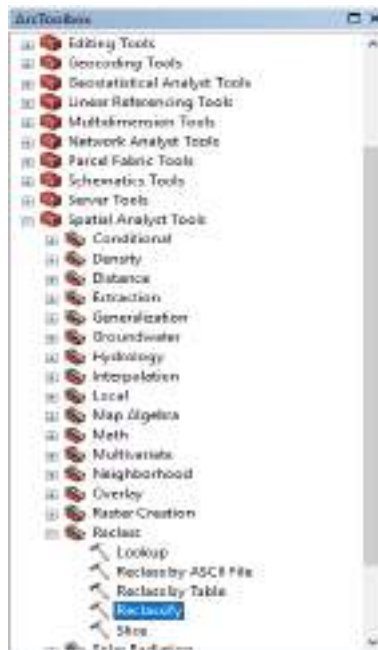 ArcToolbox
Editing Tools
Geocoding Tools
Geostatistical Analyst Tools
Linear Referencing Tools
Multidimension Tools
Network Analyst Tools
Parcel Fabric Tools
Schematics Tools
Server Tools
Spatial Analyst Tools
Conditional
Density
Distance
Extraction
Generalization
Groundwater
Hydrology
Interpolation
Local
Map Algebra
Math
Multivariate
Neighborhood
Overlay
Raster Creation
Reclass
Lookup
Reclass by ASCII File
Reclass by Table
Reclassify
Slice
Solar Radiation